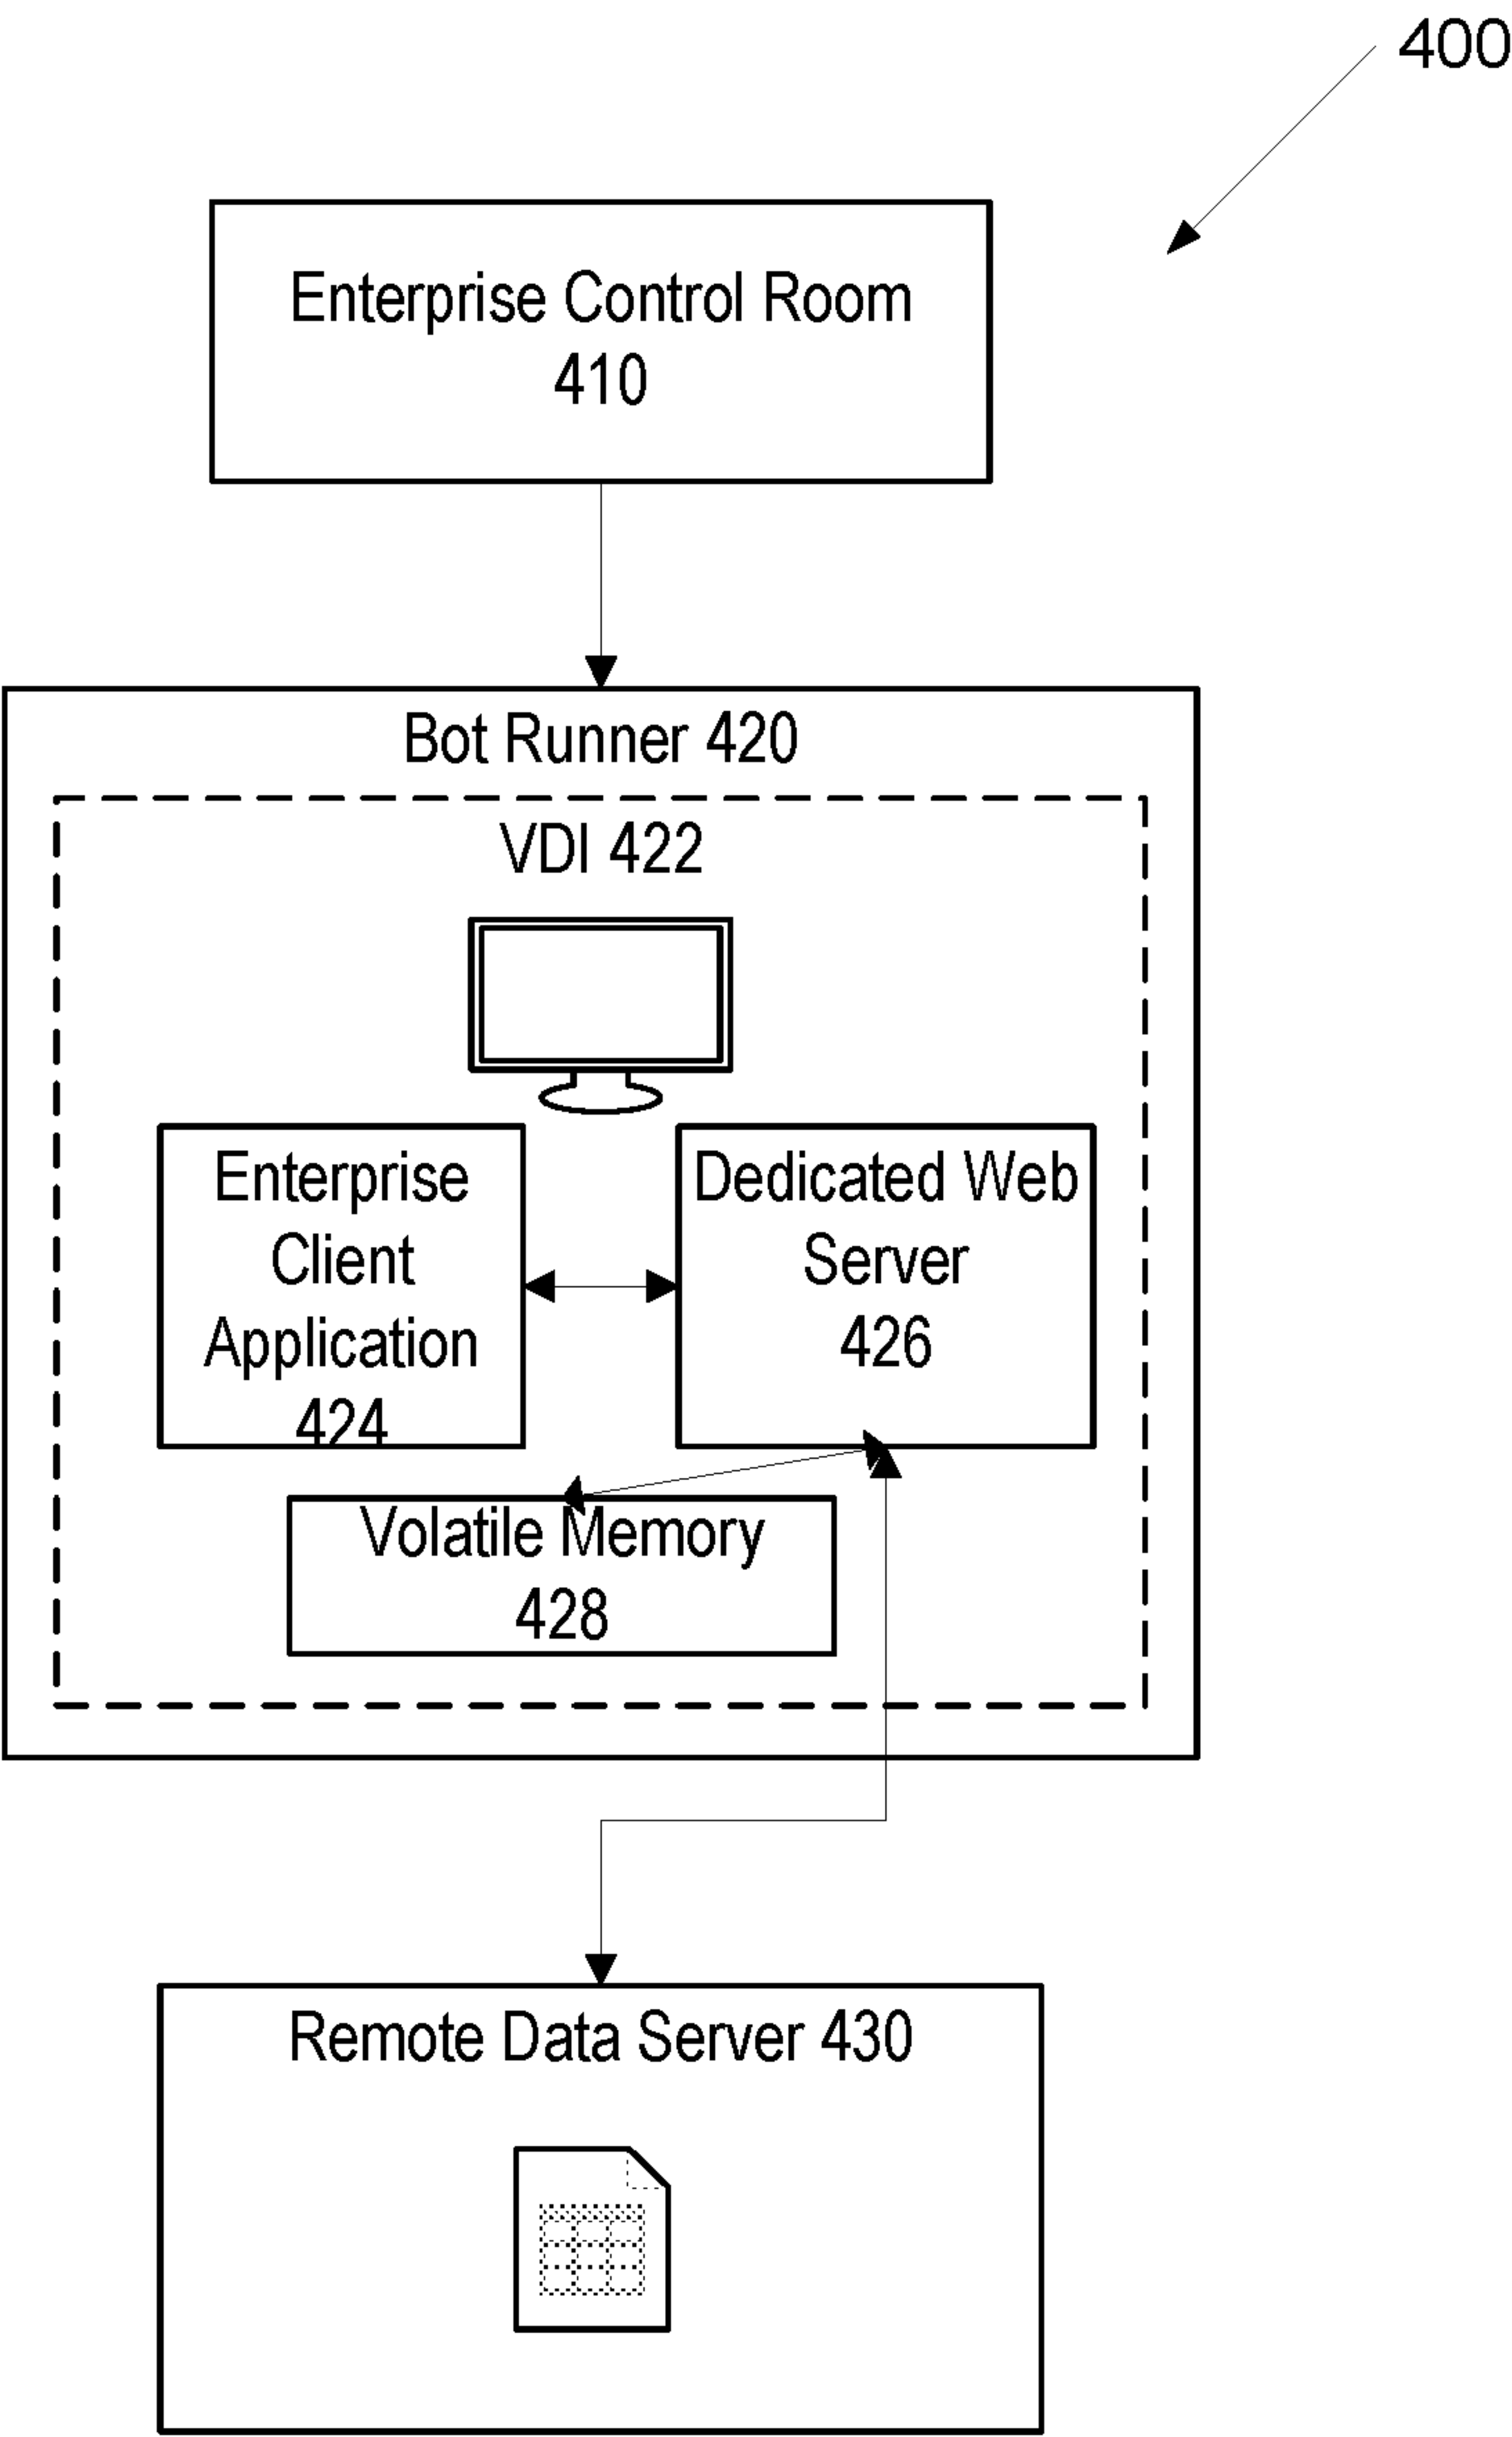 400
Enterprise Control Room
410
Bot Runner 420
VDI 422
Enterprise
Client
Application
424
Dedicated Web
Server
426
Volatile Memory
428
Remote Data Server 430